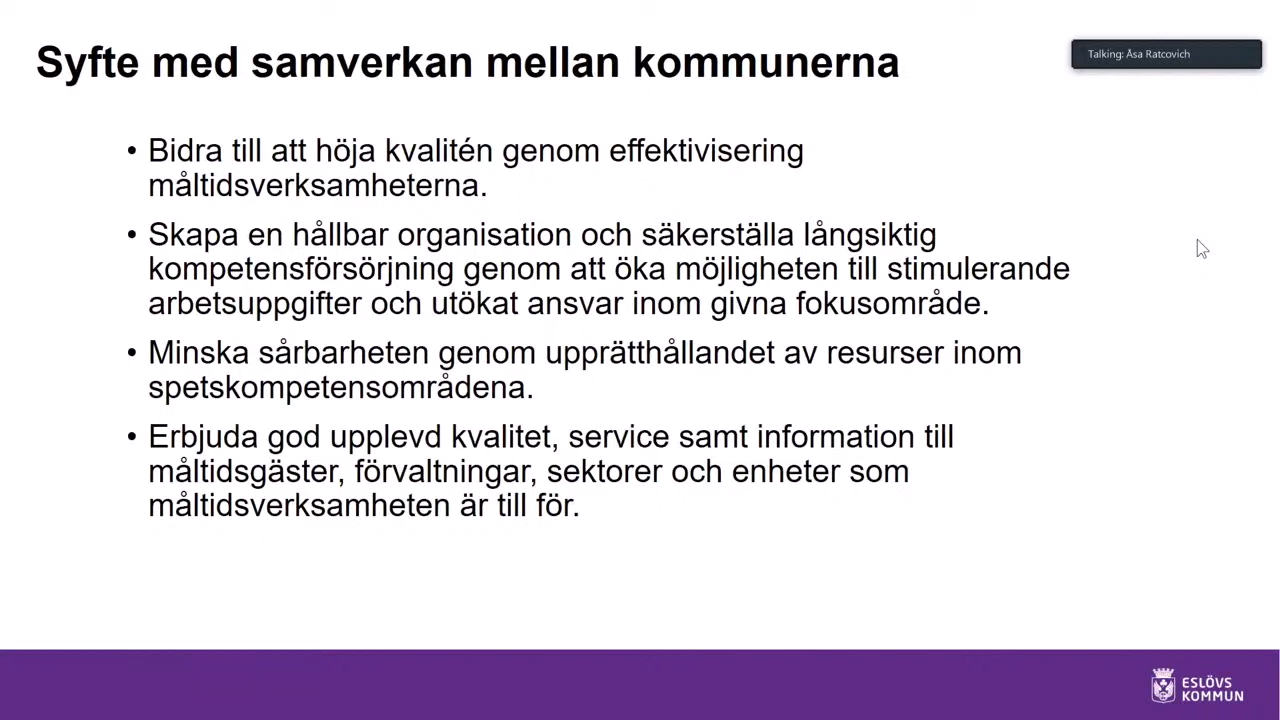 Syfte med samverkan mellan kommunerna
Talking: Åsa Ratcovich
• Bidra till att höja kvalitén genom effektivisering
måltidsverksamheterna.
• Skapa en hållbar organisation och säkerställa långsiktig
kompetensförsörjning genom att öka möjligheten till stimulerande
arbetsuppgifter och utökat ansvar inom givna fokusområde.
• Minska sårbarheten genom upprätthållandet av resurser inom
spetskompetensområdena.
• Erbjuda god upplevd kvalitet, service samt information till
måltidsgäster, förvaltningar, sektorer och enheter som
måltidsverksamheten är till för.
ESLÖVS
KOMMUN